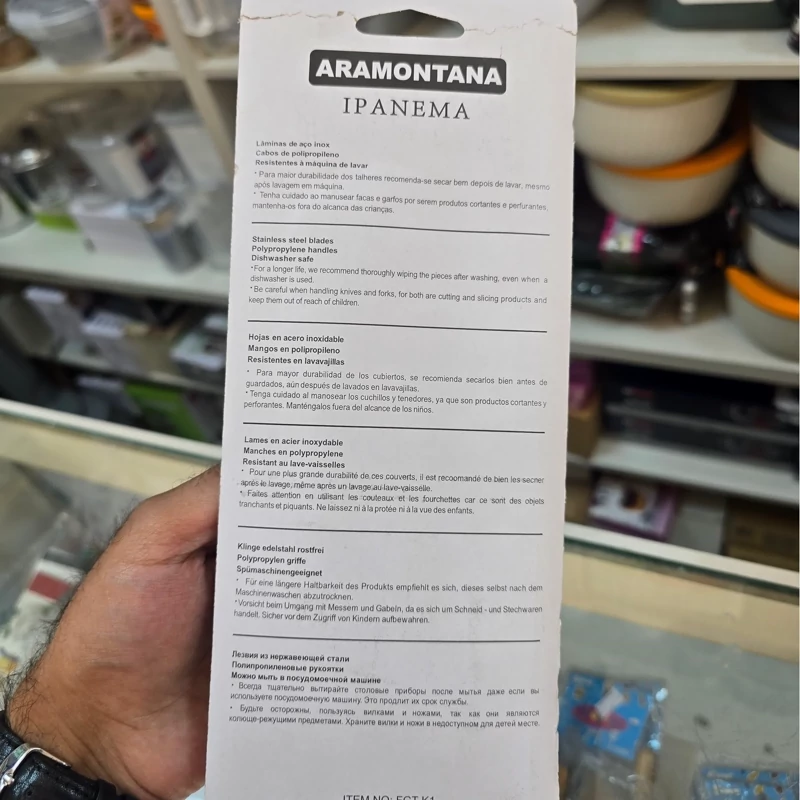 ARAMONTANA
IPANEMA
Lâminas de aço inox
Cabos de polipropileno
Resistentes à máquina de lavar
* Para maior durabilidade dos talheres recomenda-se secar bem depois de lavar, mesmo
após lavagem em máquina.
* Tenha cuidado ao manusear facas e garfos por serem produtos cortantes e perfurantes,
mantenha-os fora do alcanca das crianças.
Stainless steel blades
Polypropylene handles
Dishwasher safe
*For a longer life, we recommend thoroughly wiping the pieces after washing, even when a
dishwasher is used.
*Be careful when handling knives and forks, for both are cutting and slicing products and
keep them out of reach of children.
Hojas en acero inoxidable
Mangos en polipropileno
Resistentes en lavavajillas
* Para mayor durabilidad de los cubiertos, se recomienda secarlos bien antes de
guardados, aún después de lavados en lavavajillas.
*Tenga cuidado al manosear los cuchillos y tenedores, ya que son productos cortantes y
perforantes. Manténgalos fuera del alcance de los niños.
Lames en acier inoxydable
Manches en polypropylene
Resistant au lave-vaisselles
* Pour une plus grande durabilité de ces couverts, il est recoomandé de bien les secner
après le lavage, même après un lavage au lave-vaisselle.
*. Faites attention en utilisant les couteaux et les fourchettes car ce sont des objets
tranchants et piquants. Ne laissez ni à la protée ni à la vue des enfants.
Klinge edelstahl rostfrei
Polypropylen griffe
Spümaschinengeeignet
* Für eine längere Haltbarkeit des Produkts empfiehlt es sich, dieses selbst nach dem
Maschinenwaschen abzutrocknen.
*Vorsicht beim Umgang mit Messern und Gabeln, da es sich um Schneid - und Stechwaren
handelt. Sicher vor dem Zugriff von Kindern aufbewahren.
Лезвия из нержавеющей стали
Полипропиленовые рукоятки
Можно мыть в посудомоечной машине
* Всегда тщательно вытирайте столовые приборы после мытья даже если вы
используете посудомоечную машину. Это продлит их срок службы.
* Будьте осторожны, пользуясь вилками и ножами, так как они являются
колюще-режущими предметами. Храните вилки и ножи в недоступном для детей месте.
ITEM NO: FCT-K1